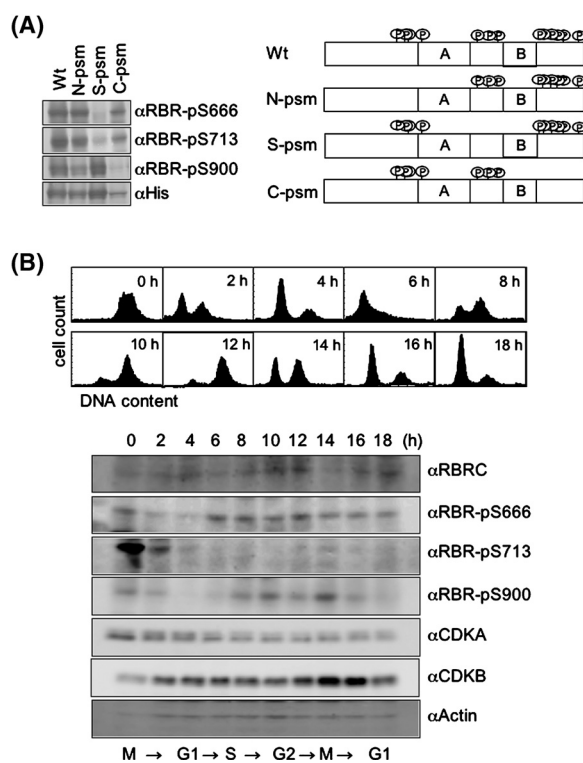 (A)
Wt N-psm S-psm C-psm
αRBR-pS666
αRBR-pS713
αRBR-pS900
αHis
Wt
P P P P P P P P P P P P
A B
N-psm
P P P P P P P P
A B
S-psm
P P P P P P P P P
A B
C-psm
P P P P P P P
A B
(B)
cell count
0 h 2 h 4 h 6 h 8 h
10 h 12 h 14 h 16 h 18 h
DNA content
0 2 4 6 8 10 12 14 16 18 (h)
αRBRC
αRBR-pS666
αRBR-pS713
αRBR-pS900
αCDKA
αCDKB
αActin
M → G1 → S → G2 → M → G1